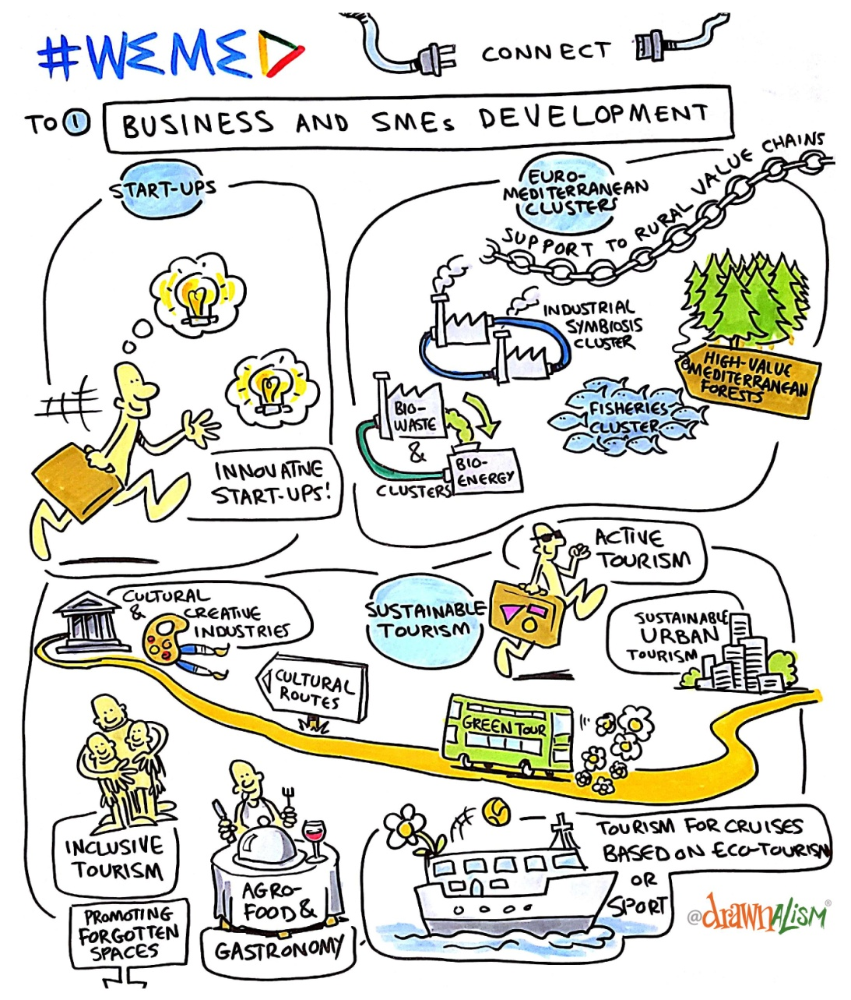 #WEMED
CONNECT
TO 1 BUSINESS AND SMEs DEVELOPMENT
START-UPS
INNOVATIVE
START-UPS!
EURO-
MEDITERRANEAN
CLUSTERS
SUPPORT TO RURAL VALUE CHAINS
INDUSTRIAL
SYMBIOSIS
CLUSTER
HIGH-VALUE
MEDITERRANEAN
FORESTS
BIO-
WASTE
&
BIO-
ENERGY
CLUSTERS
FISHERIES
CLUSTER
SUSTAINABLE
TOURISM
ACTIVE
TOURISM
CULTURAL
& CREATIVE
INDUSTRIES
SUSTAINABLE
URBAN
TOURISM
CULTURAL
ROUTES
GREEN TOUR
INCLUSIVE
TOURISM
PROMOTING
FORGOTTEN
SPACES
AGRO-
FOOD &
GASTRONOMY
TOURISM FOR CRUISES
BASED ON ECO-TOURISM
OR
SPORT
@drawnalism®